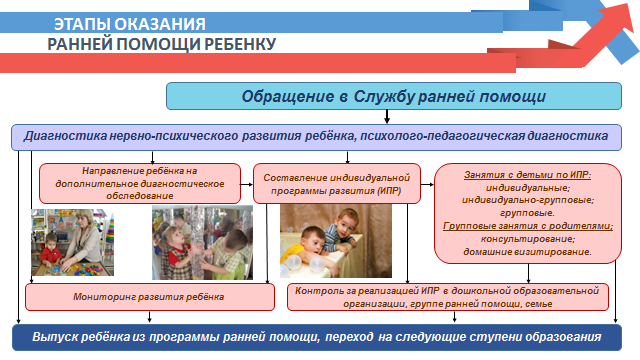 ЭТАПЫ ОКАЗАНИЯ
РАННЕЙ ПОМОЩИ РЕБЕНКУ
Обращение в Службу ранней помощи
Диагностика нервно-психического развития ребёнка, психолого-педагогическая диагностика
Направление ребёнка на
дополнительное диагностическое
обследование
Составление индивидуальной
программы развития (ИПР)
Занятия с детьми по ИПР:
индивидуальные;
индивидуально-групповые;
групповые.
Групповые занятия с родителями;
консультирование;
домашние визитирование.
Мониторинг развития ребёнка
Контроль за реализацией ИПР в дошкольной образовательной
организации, группе ранней помощи, семье
Выпуск ребёнка из программы ранней помощи, переход на следующие ступени образования